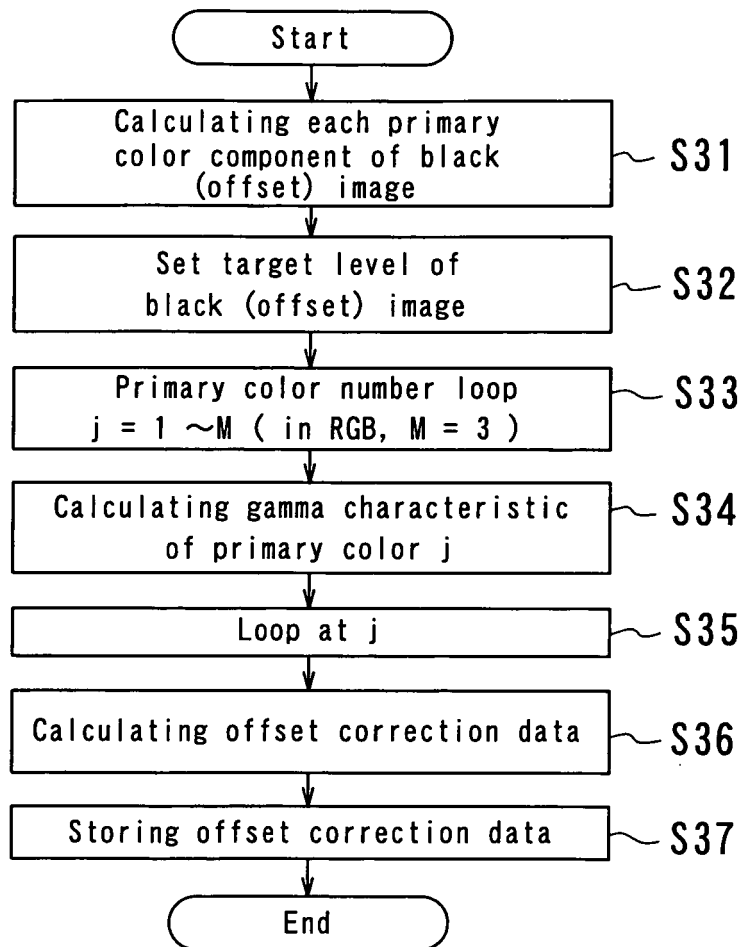 Start
Calculating each primary
color component of black
(offset) image
S31
Set target level of
black (offset) image
S32
Primary color number loop
j = 1 ~M ( in RGB, M = 3 )
S33
Calculating gamma characteristic
of primary color j
S34
Loop at j
S35
Calculating offset correction data
S36
Storing offset correction data
S37
End